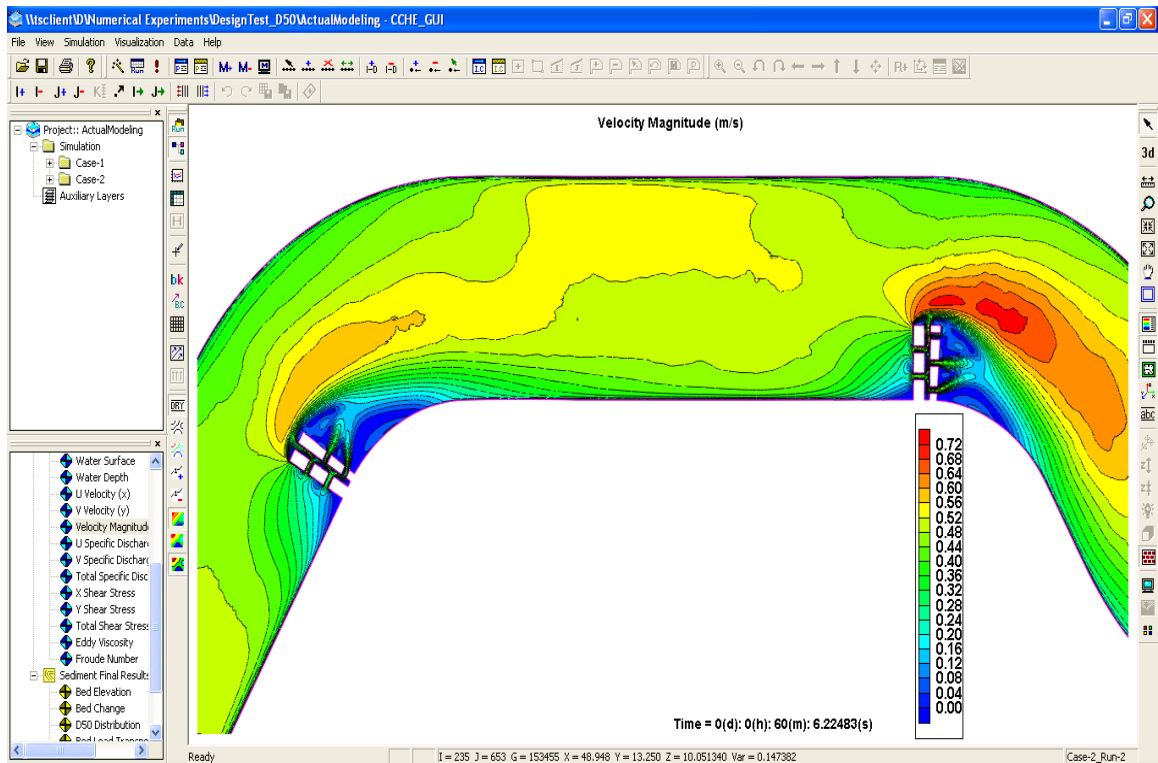 \\tsclient\D\Numerical Experiments\DesignTest_D50\ActualModeling - CCHE_GUI
File View Simulation Visualization Data Help
Run
P=E
M+ M-
I.C I.C
R+
I+ I- J+ J-
I+ J+
Project:: ActualModeling
Simulation
Case-1
Case-2
Auxiliary Layers
Water Surface
Water Depth
U Velocity (x)
V Velocity (y)
Velocity Magnitud
U Specific Dischar
V Specific Discharg
Total Specific Disc
X Shear Stress
Y Shear Stress
Total Shear Stress
Eddy Viscosity
Froude Number
Sediment Final Results
Bed Elevation
Bed Change
D50 Distribution
Bed Load Transpo
Run
H
bk
B.C
DRY
Velocity Magnitude (m/s)
0.72
0.68
0.64
0.60
0.56
0.52
0.48
0.44
0.40
0.36
0.32
0.28
0.24
0.20
0.16
0.12
0.08
0.04
0.00
Time = 0(d): 0(h): 60(m): 6.22483(s)
3d
abc
Ready
I = 235 J = 653 G = 153455 X = 48.948 Y = 13.250 Z = 10.051340 Var = 0.147382
Case-2_Run-2